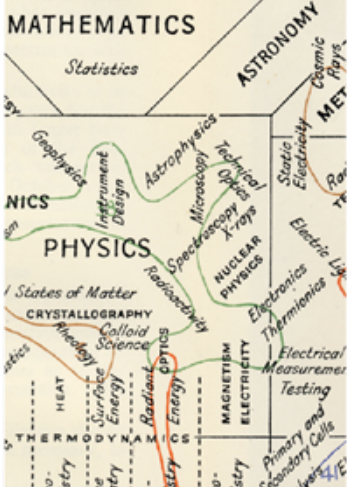 MATHEMATICS
Statistics
ASTRONOMY
Cosmic
Rays
MET
Geophysics
Instrument
Design
Astrophysics
Microscopy
Technical
Optics
Static
Electricity
NICS
Spectroscopy
X-rays
PHYSICS
NUCLEAR
PHYSICS
Electric Lig
Radioactivity
States of Matter
CRYSTALLOGRAPHY
Electronics
Thermionics
Rheology
Colloid
Science
OPTICS
Electrical
Measuremen
Testing
HEAT
Surface
Energy
Radiant
Energy
MAGNETISM
ELECTRICITY
THERMODYNAMICS
Primary and
Secondary Cells